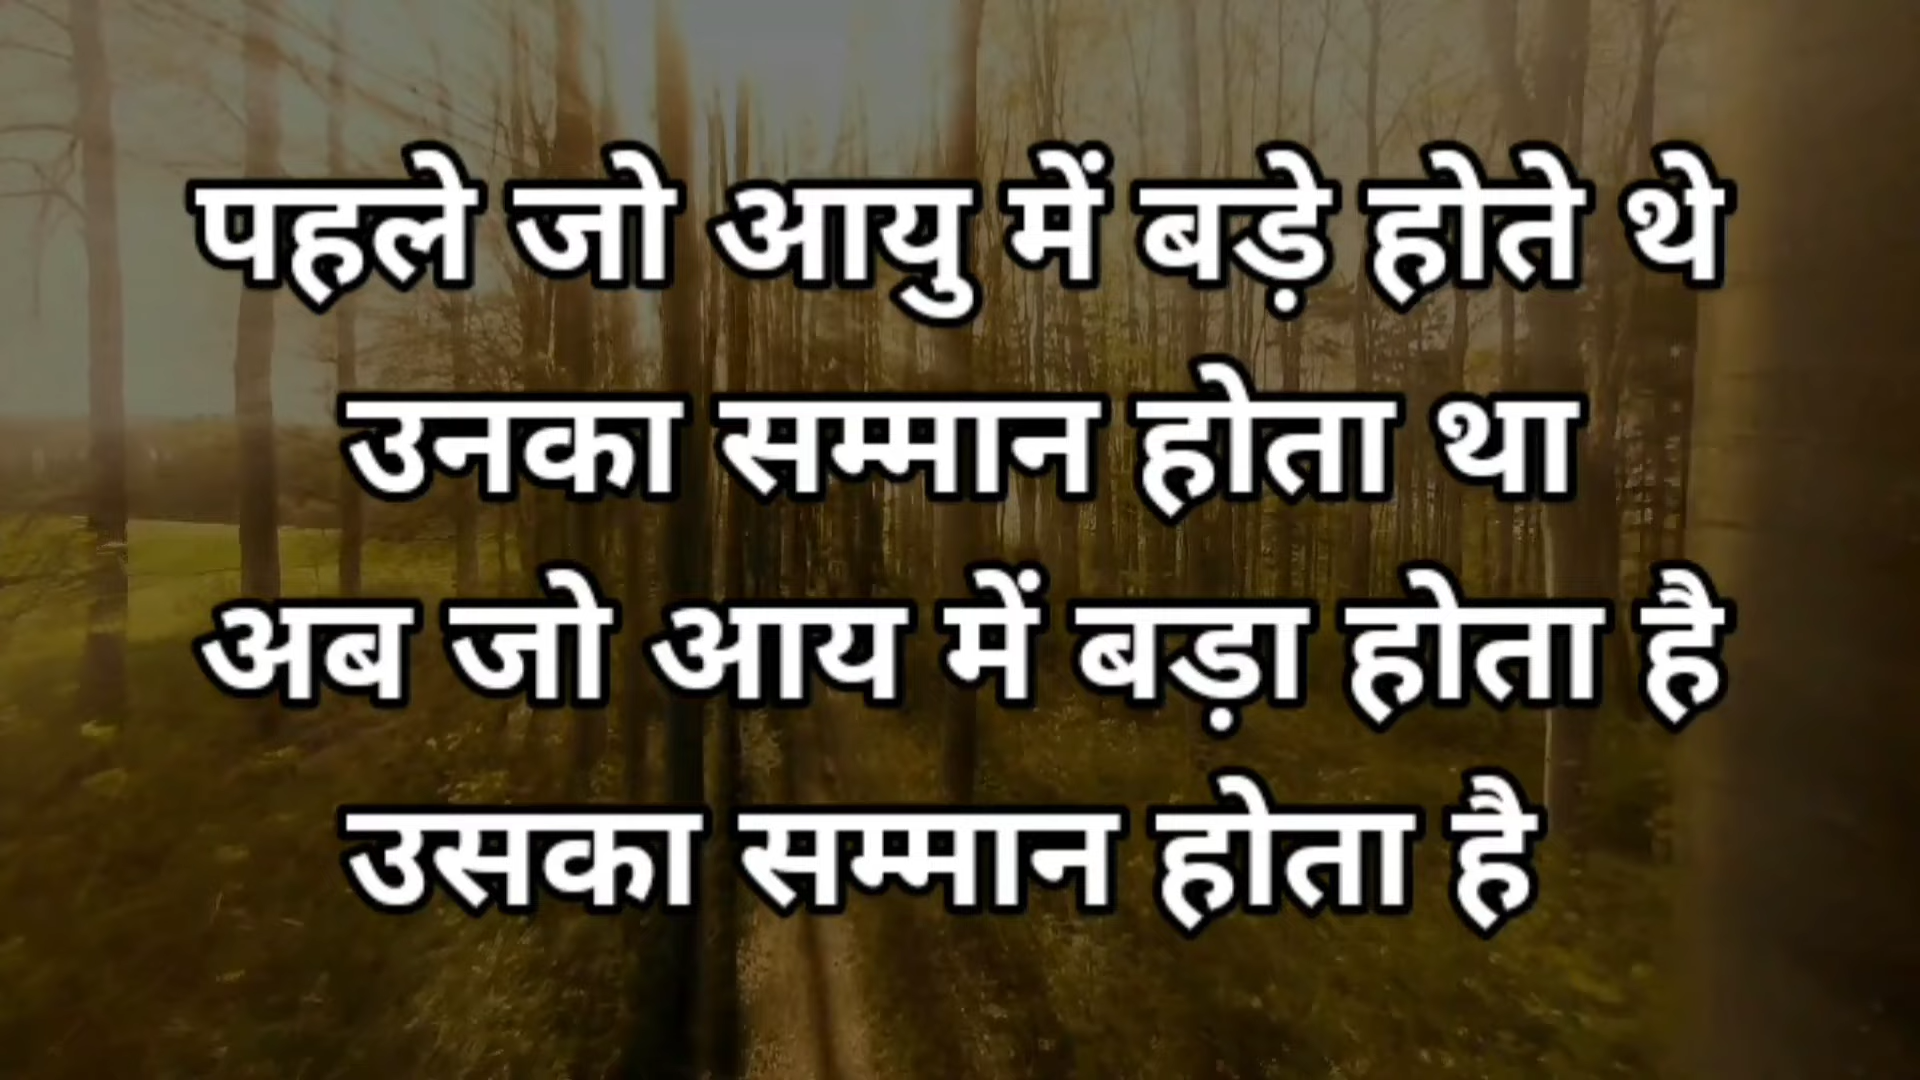 पहले जो आयु में बड़े होते थे
उनका सम्मान होता था
अब जो आय में बड़ा होता है
उसका सम्मान होता है